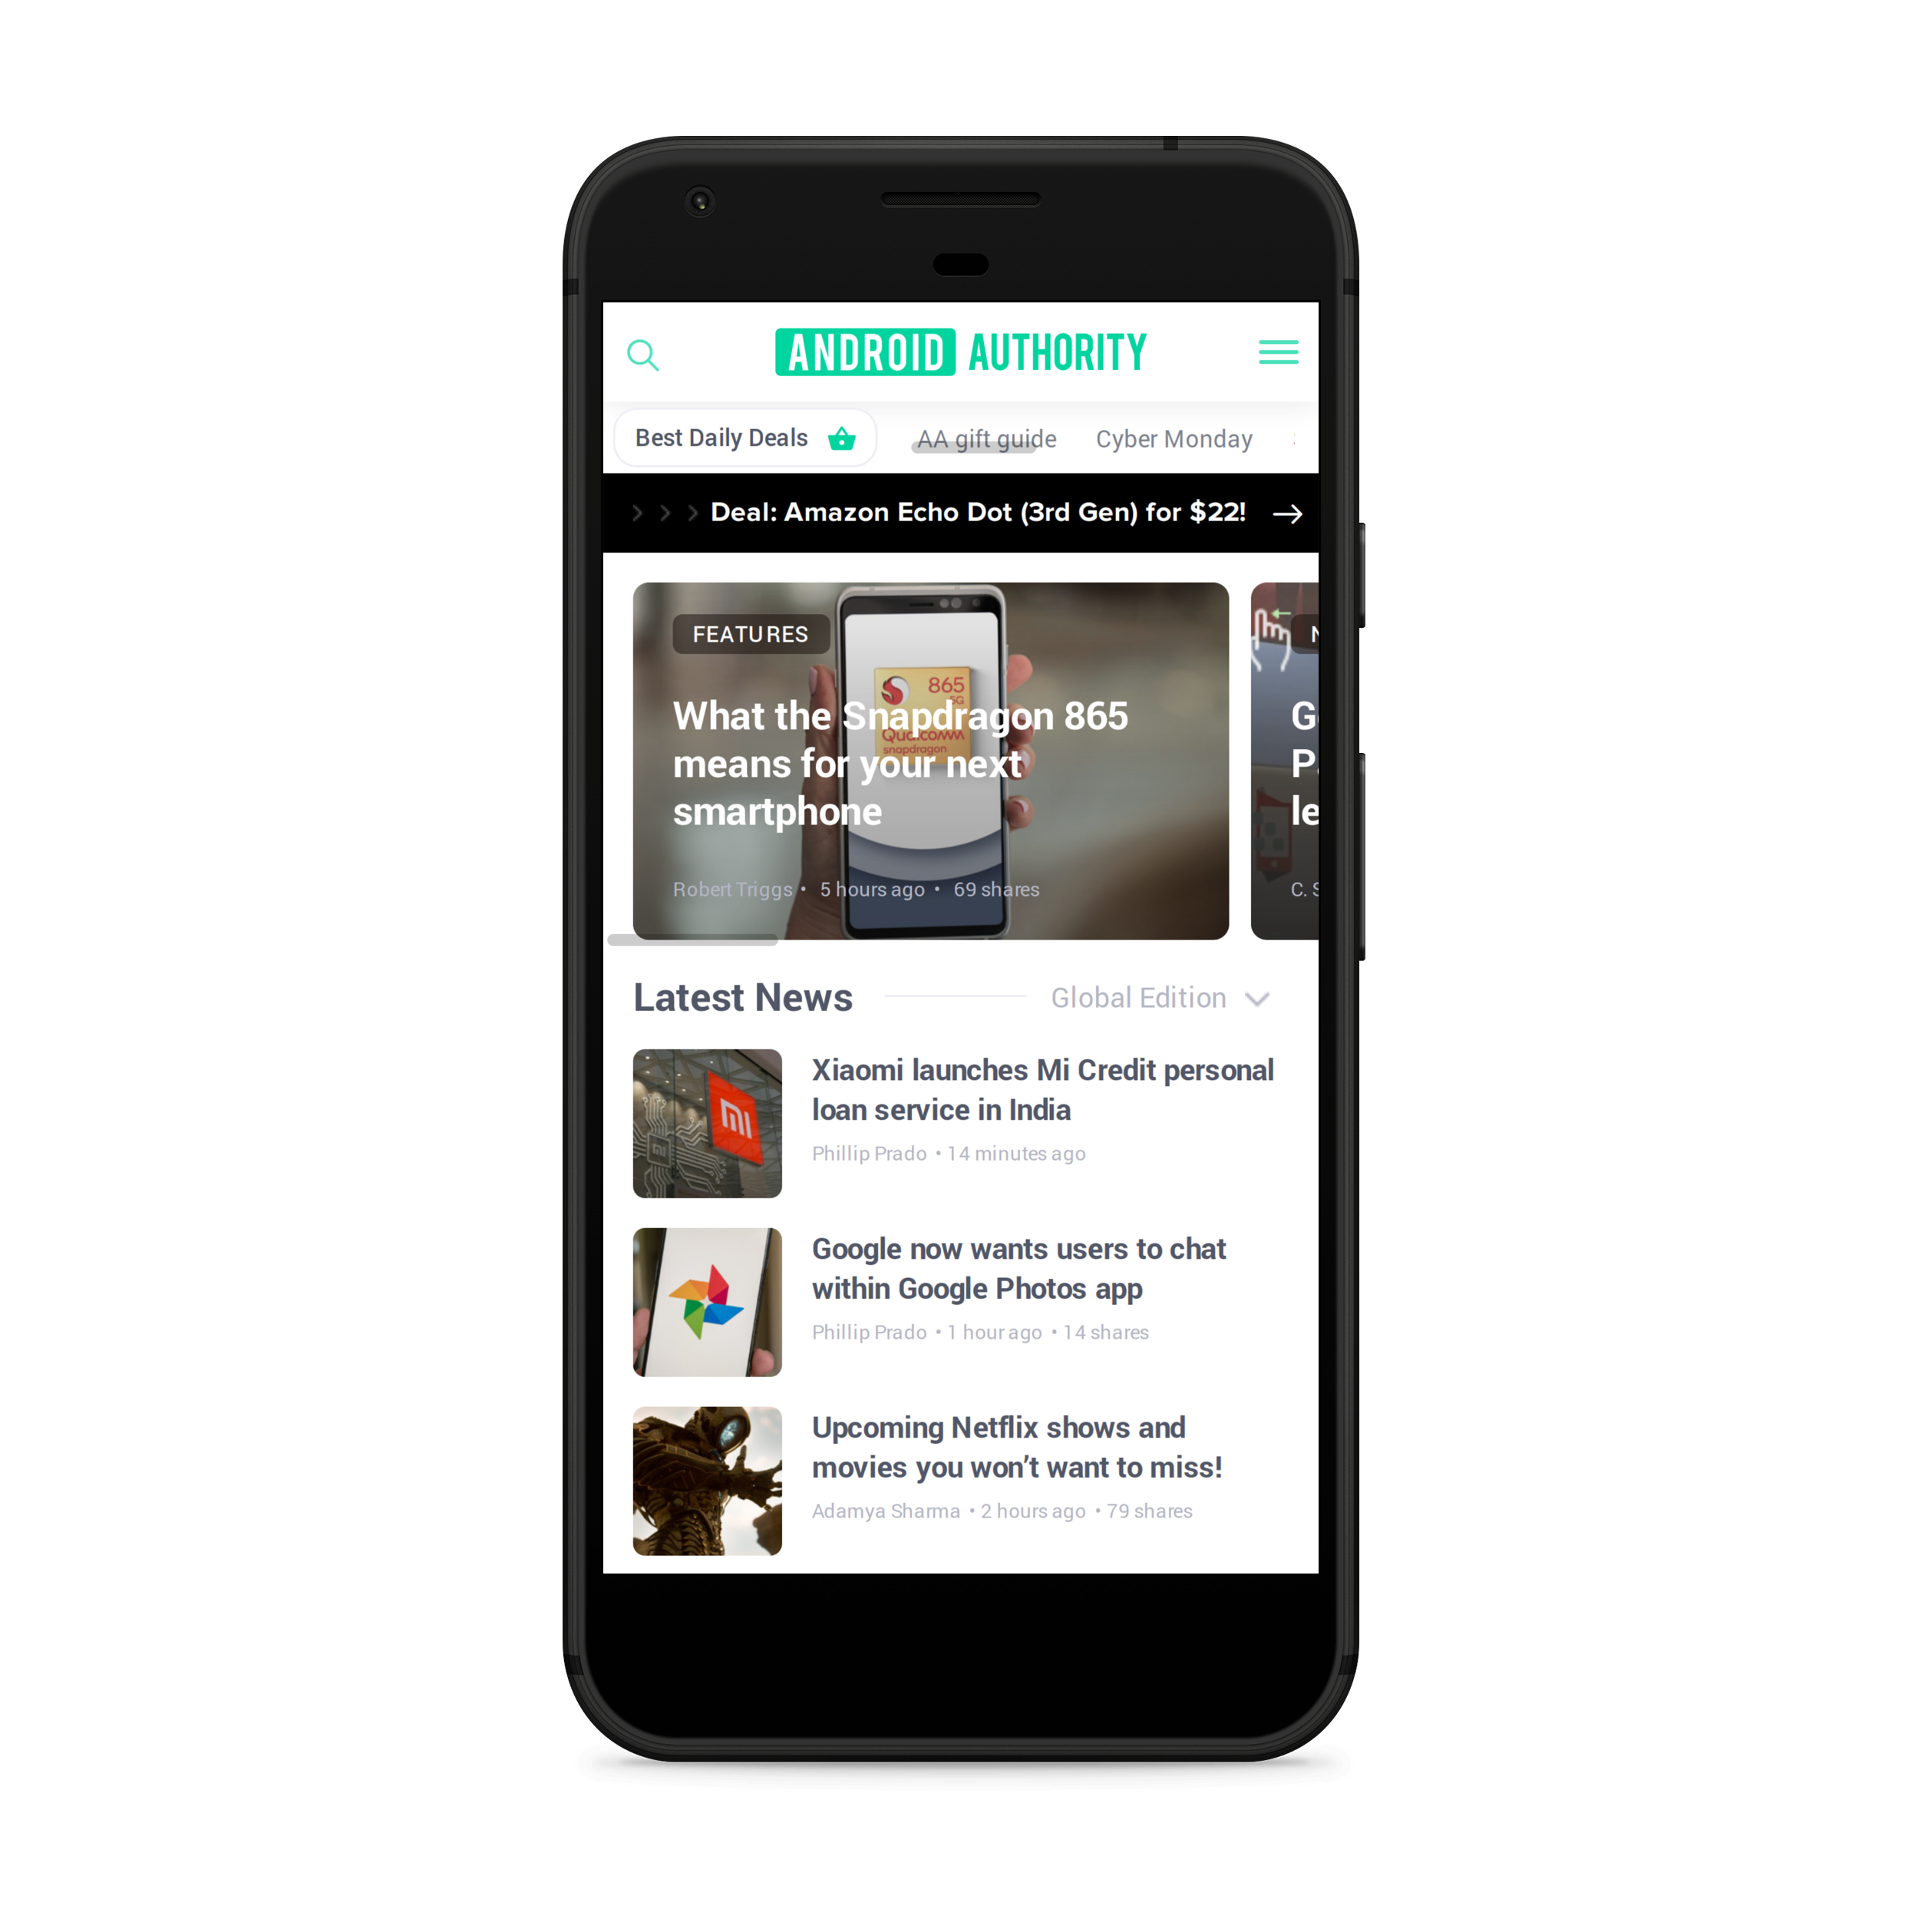 ANDROID AUTHORITY
Best Daily Deals AA gift guide Cyber Monday
Deal: Amazon Echo Dot (3rd Gen) for $22!
FEATURES
865
5G
Qualcomm
snapdragon
What the Snapdragon 865
means for your next
smartphone
Robert Triggs • 5 hours ago • 69 shares
C.
Latest News
Global Edition
Xiaomi launches Mi Credit personal
loan service in India
Phillip Prado • 14 minutes ago
Google now wants users to chat
within Google Photos app
Phillip Prado • 1 hour ago • 14 shares
Upcoming Netflix shows and
movies you won’t want to miss!
Adamya Sharma • 2 hours ago • 79 shares